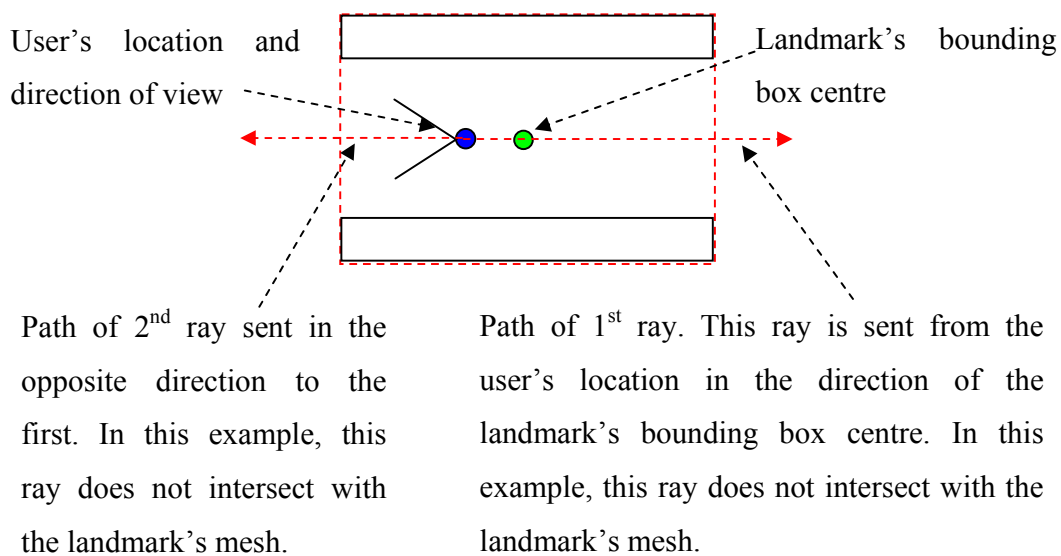 User's location and
direction of view
Landmark's bounding
box centre
Path of 2nd ray sent in the
opposite direction to the
first. In this example, this
ray does not intersect with
the landmark's mesh.
Path of 1st ray. This ray is sent from the
user's location in the direction of the
landmark's bounding box centre. In this
example, this ray does not intersect with the
landmark's mesh.